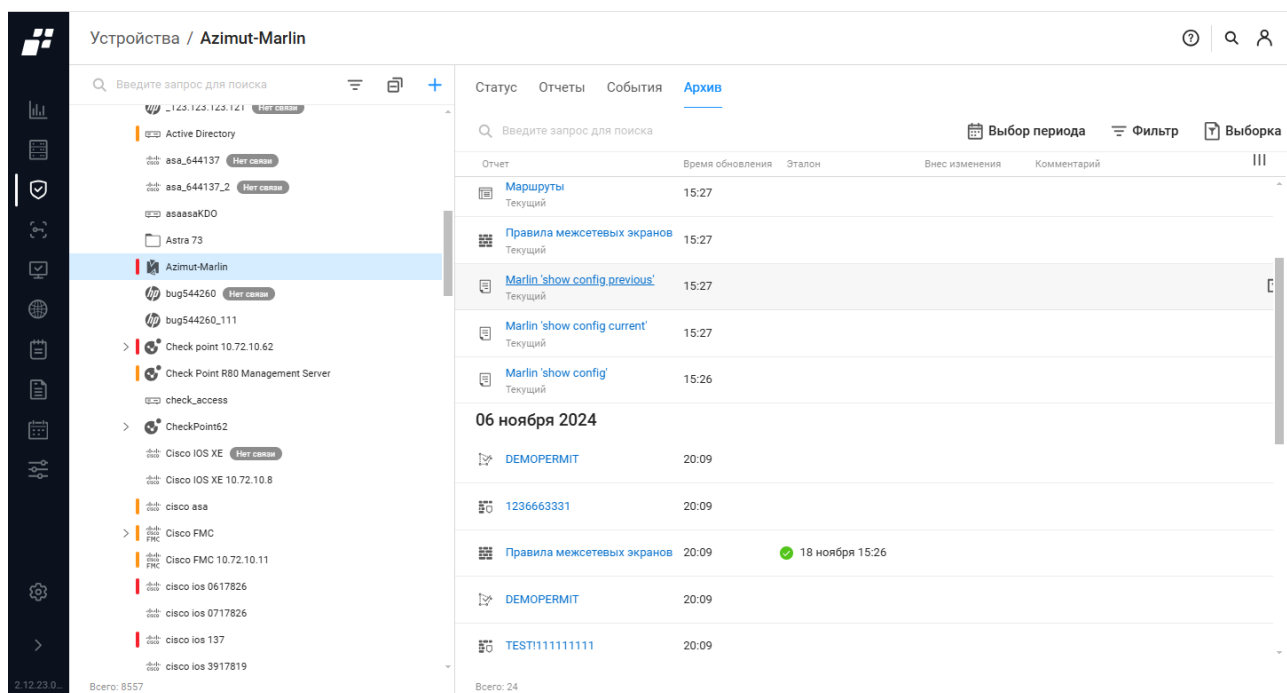 Устройства / Azimut-Marlin
Введите запрос для поиска
_123.123.123.121 Нет связи
Active Directory
asa_644137 Нет связи
asa_644137_2 Нет связи
asaasaKDO
Astra 73
Azimut-Marlin
bug544260 Нет связи
bug544260_111
Check point 10.72.10.62
Check Point R80 Management Server
check_access
CheckPoint62
Cisco IOS XE Нет связи
Cisco IOS XE 10.72.10.8
cisco asa
Cisco FMC
Cisco FMC 10.72.10.11
cisco ios 0617826
cisco ios 0717826
cisco ios 137
cisco ios 3917819
Всего: 8557
2.12.23.0...
Статус Отчеты События Архив
Введите запрос для поиска Выбор периода Фильтр Выборка
Отчет Время обновления Эталон Внес изменения Комментарий
Маршруты 15:27
Текущий
Правила межсетевых экранов 15:27
Текущий
Marlin 'show config previous' 15:27
Текущий
Marlin 'show config current' 15:27
Текущий
Marlin 'show config' 15:26
Текущий
06 ноября 2024
DEMOPERMIT 20:09
1236663331 20:09
Правила межсетевых экранов 20:09 18 ноября 15:26
DEMOPERMIT 20:09
TEST!111111111 20:09
Всего: 24